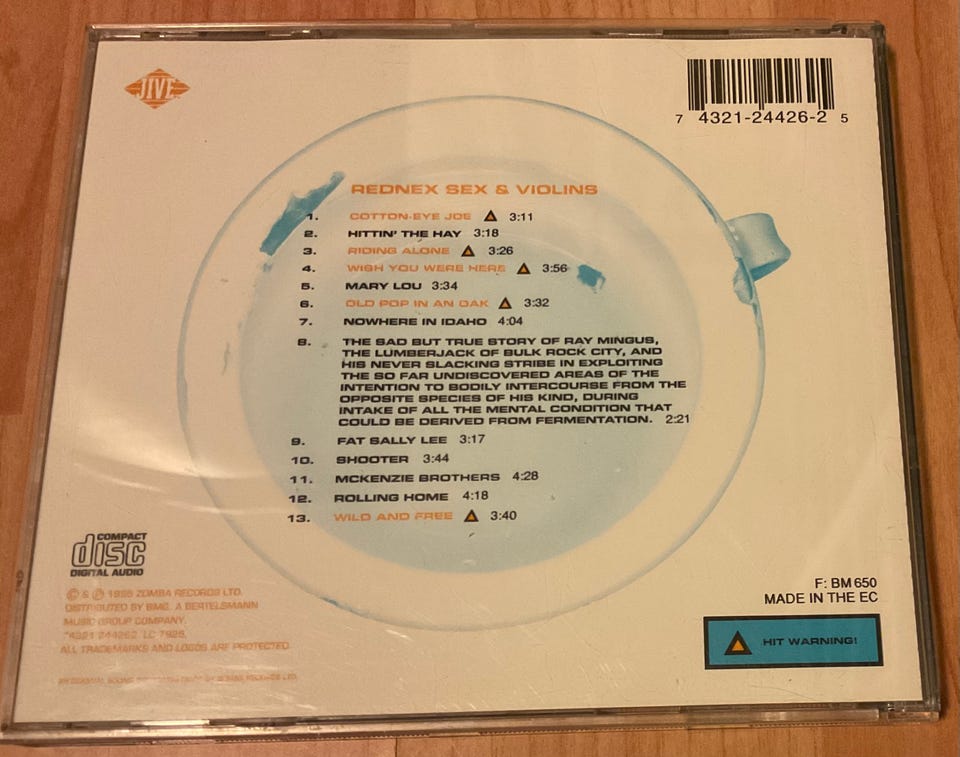 JIVE
7 4321-24426-2 5
REDNEX SEX & VIOLINS
1. COTTON-EYE JOE 3:11
2. HITTIN' THE HAY 3:18
3. RIDING ALONE 3:26
4. WISH YOU WERE HERE 3:56
5. MARY LOU 3:34
6. OLD POP IN AN OAK 3:32
7. NOWHERE IN IDAHO 4:04
8. THE SAD BUT TRUE STORY OF RAY MINGUS,
THE LUMBERJACK OF BULK ROCK CITY, AND
HIS NEVER SLACKING STRIBE IN EXPLOITING
THE SO FAR UNDISCOVERED AREAS OF THE
INTENTION TO BODILY INTERCOURSE FROM THE
OPPOSITE SPECIES OF HIS KIND, DURING
INTAKE OF ALL THE MENTAL CONDITION THAT
COULD BE DERIVED FROM FERMENTATION. 2:21
9. FAT SALLY LEE 3:17
10. SHOOTER 3:44
11. MCKENZIE BROTHERS 4:28
12. ROLLING HOME 4:18
13. WILD AND FREE 3:40
COMPACT
disc
DIGITAL AUDIO
© & ℗ 1995 ZOMBA RECORDS LTD.
DISTRIBUTED BY BMG. A BERTELSMANN
MUSIC GROUP COMPANY.
74321 244262 LC 7925.
ALL TRADEMARKS AND LOGOS ARE PROTECTED.
F: BM 650
MADE IN THE EC
HIT WARNING!